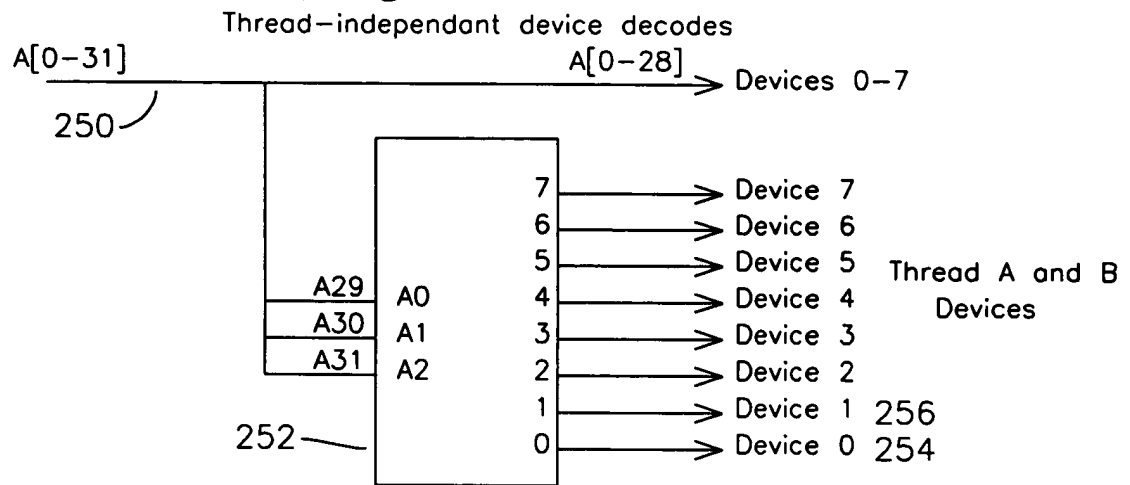 Thread-independant device decodes
A[0-31]
A[0-28]
Devices 0-7
250
7 Device 7
6 Device 6
5 Device 5
Thread A and B
Devices
A29 A0 4 Device 4
A30 A1 3 Device 3
A31 A2 2 Device 2
1 Device 1 256
252 0 Device 0 254